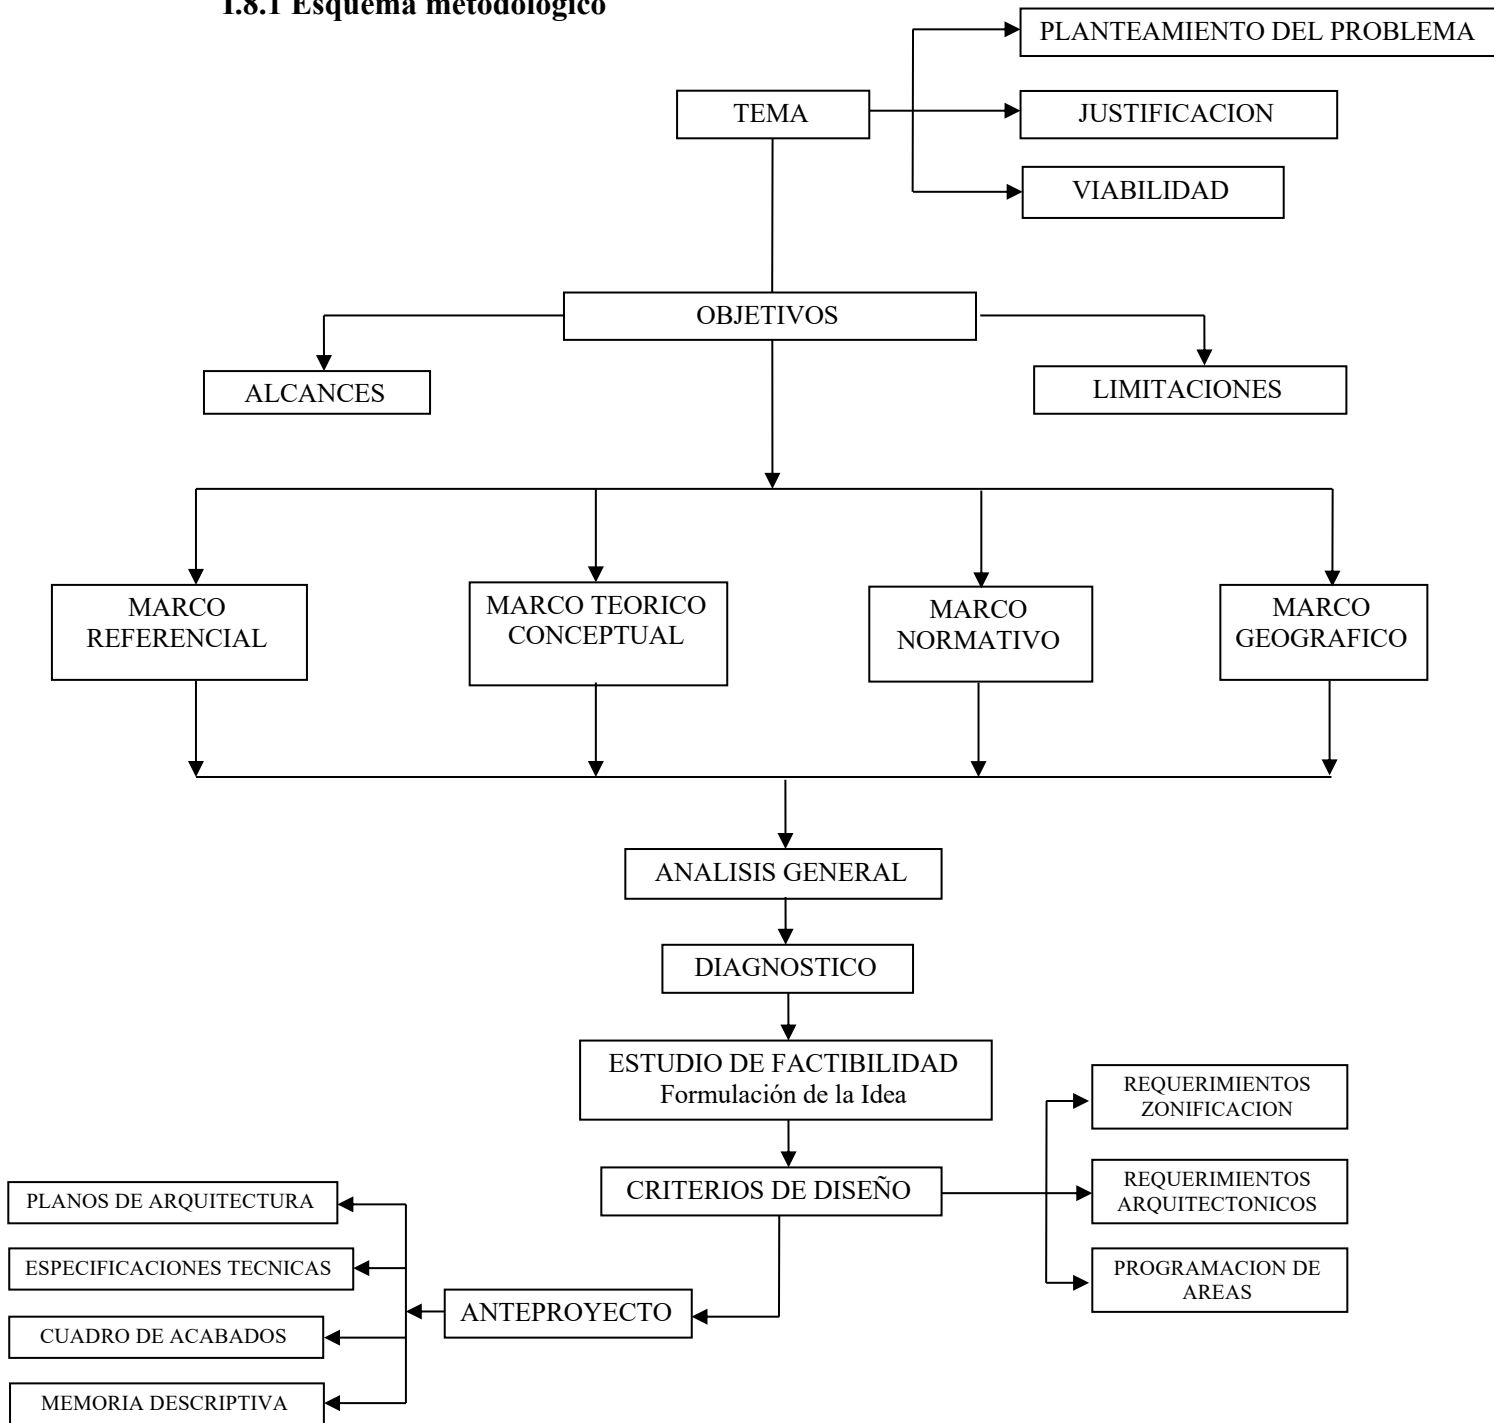 I.8.1 Esquema metodológico
PLANTEAMIENTO DEL PROBLEMA
TEMA
JUSTIFICACION
VIABILIDAD
OBJETIVOS
ALCANCES
LIMITACIONES
MARCO
REFERENCIAL
MARCO TEORICO
CONCEPTUAL
MARCO
NORMATIVO
MARCO
GEOGRAFICO
ANALISIS GENERAL
DIAGNOSTICO
ESTUDIO DE FACTIBILIDAD
Formulación de la Idea
REQUERIMIENTOS
ZONIFICACION
CRITERIOS DE DISEÑO
REQUERIMIENTOS
ARQUITECTONICOS
PROGRAMACION DE
AREAS
ANTEPROYECTO
PLANOS DE ARQUITECTURA
ESPECIFICACIONES TECNICAS
CUADRO DE ACABADOS
MEMORIA DESCRIPTIVA